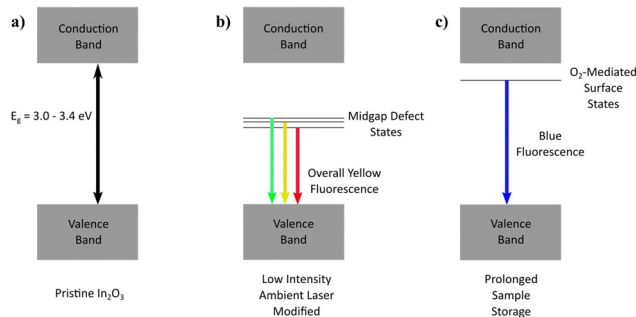 a)
Conduction
Band
E₉ = 3.0 - 3.4 eV
Valence
Band
Pristine In₂O₃
b)
Conduction
Band
Midgap Defect
States
Overall Yellow
Fluorescence
Valence
Band
Low Intensity
Ambient Laser
Modified
c)
Conduction
Band
O₂-Mediated
Surface
States
Blue
Fluorescence
Valence
Band
Prolonged
Sample
Storage